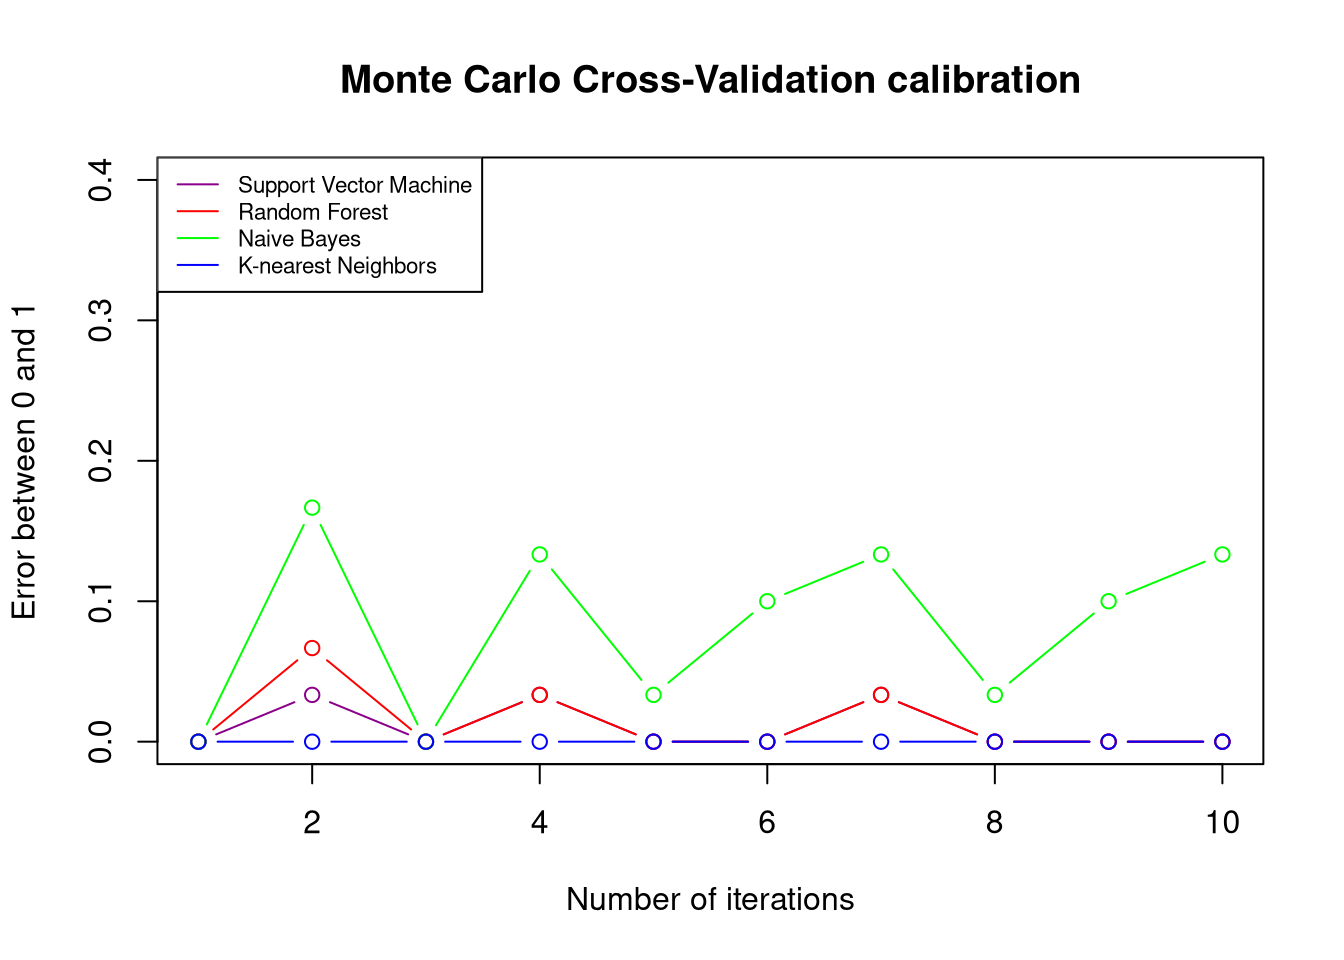 Monte Carlo Cross-Validation calibration
Support Vector Machine
Random Forest
Naive Bayes
K-nearest Neighbors
Error between 0 and 1
0.4
0.3
0.2
0.1
0.0
2 4 6 8 10
Number of iterations